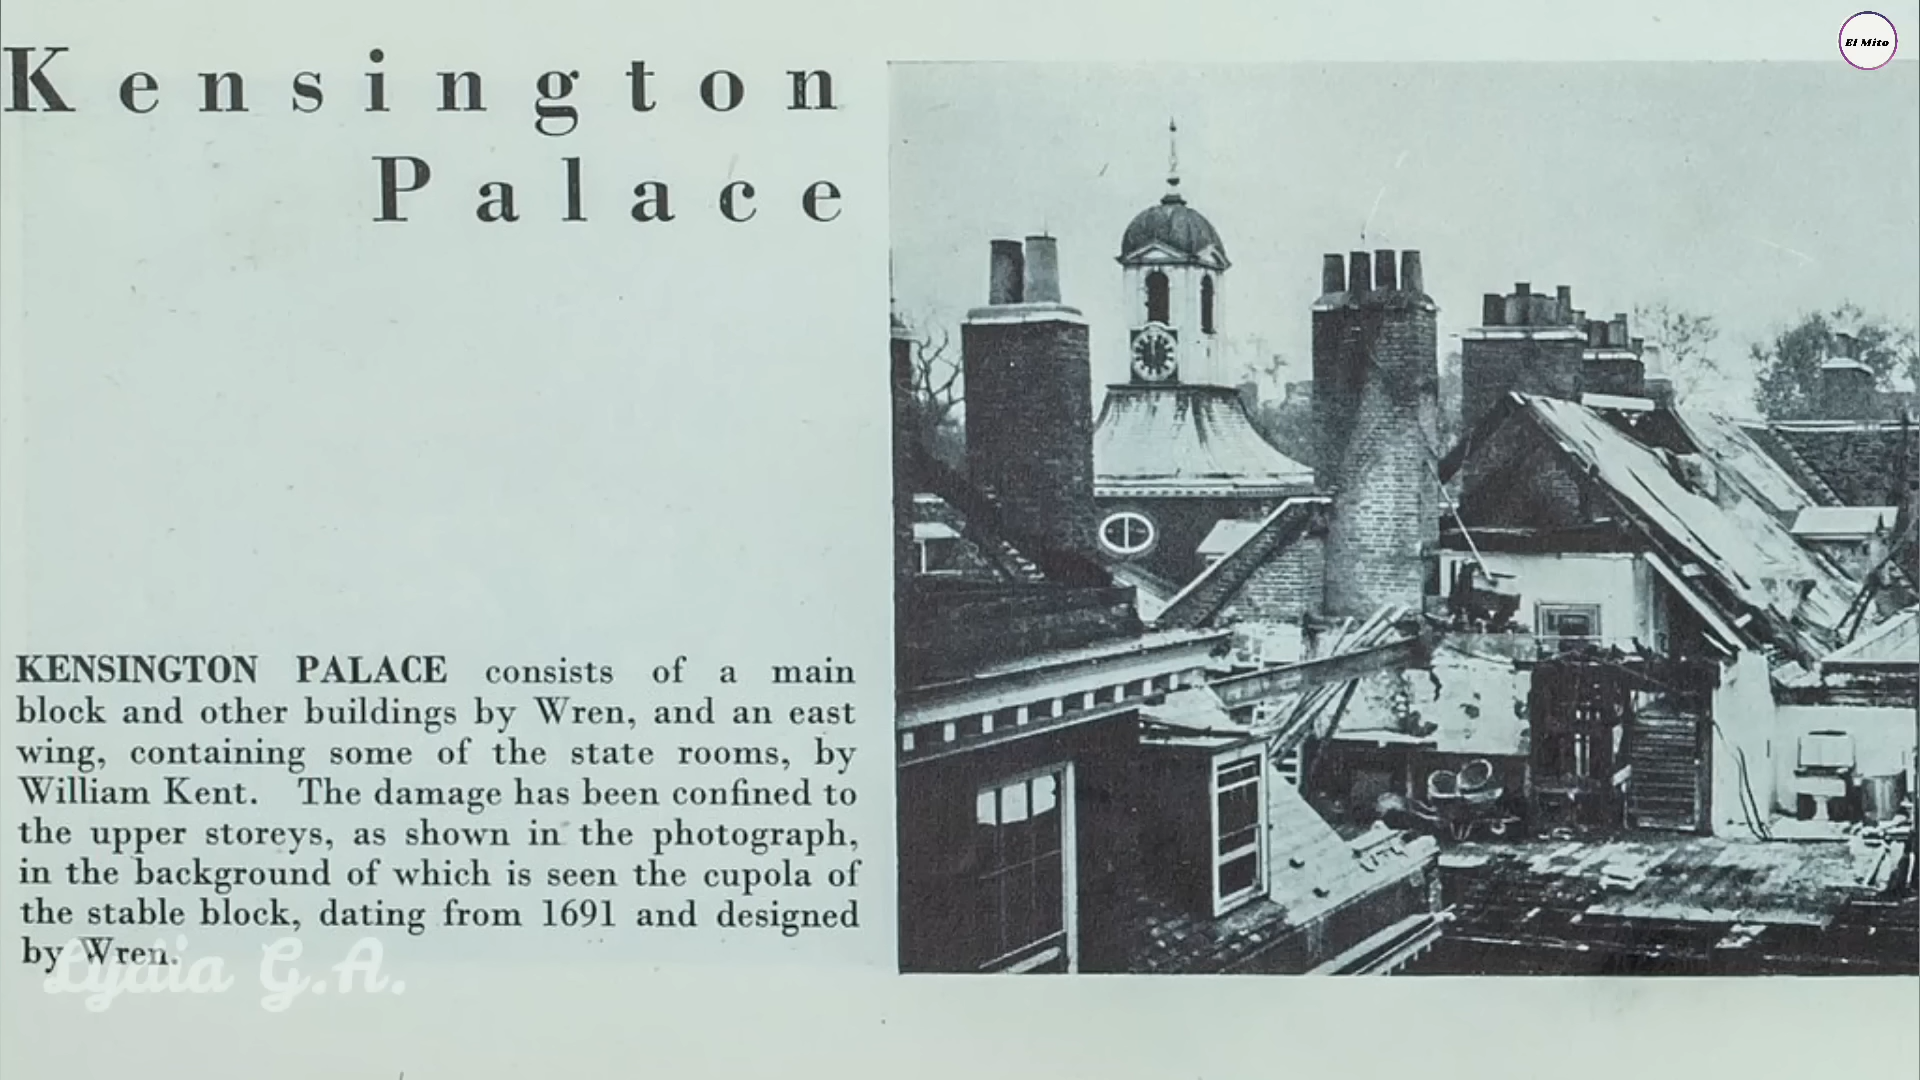 El Mito
Kensington
Palace
KENSINGTON PALACE consists of a main
block and other buildings by Wren, and an east
wing, containing some of the state rooms, by
William Kent. The damage has been confined to
the upper storeys, as shown in the photograph,
in the background of which is seen the cupola of
the stable block, dating from 1691 and designed
by Wren.
Lydia G.A.